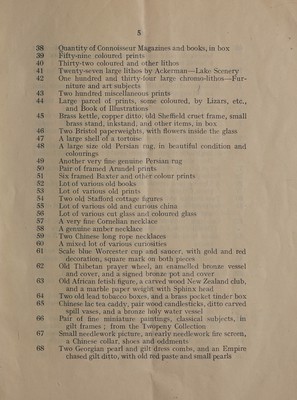 5
38 Quantity of Connoisseur Magazines and books, in box
39 Fifty-nine coloured prints
40 Thirty-two coloured and other lithos
41 Twenty-seven large lithos by Ackerman—Lake Scenery
42 One hundred and thirty-four large chromo-lithos—Fur-
niture and art subjects
43 Two hundred miscellaneous prints
44 Large parcel of prints, some coloured, by Lizars, etc.,
and Book of Illustrations
45 Brass kettle, copper ditto, old Sheffield cruet frame, small
brass stand, inkstand, and other items, in box
46 Two Bristol paperweights, with flowers inside the glass
47 A large shell of a tortoise
48 A large size old Persian rug, in beautiful condition and
colourings
49 Another very fine genuine Persian rug
50 Pair of framed Arundel prints
51 Six framed Baxter and other colour prints
52 Lot of various old books
53 Lot of various old prints
54 Two old Stafford cottage figures
55 Lot of various old and curious china
56 Lot of various cut glass and coloured glass
57 A very fine Cornelian necklace
58 A genuine amber necklace
59 Two Chinese long rope necklaces
60 A mixed lot of various curiosities
61 Scale blue Worcester cup and saucer, with gold and red
decoration, square mark on both pieces
62 Old Thibetan prayer wheel, an enamelled bronze vessel
and cover, and a signed bronze pot and cover
63 Old African fetish figure, a carved wood New Zealand club,
and a marble paper weight with Sphinx head
64 Two old lead tobacco boxes, and a brass pocket tinder box
65 Chinese lac tea caddy, pair wood candlesticks, ditto carved
spill vases, and a bronze holy water vessel
66 Pair of fine miniature paintings, classical subjects, in
gilt frames ; from the Twopeny Collection
67 Small needlework picture, an early needlework fire screen,
a Chinese collar, shoes and oddments
68 Two Georgian pearl and gilt dress combs, and an Empire
chased gilt ditto, with old red paste and small pearls